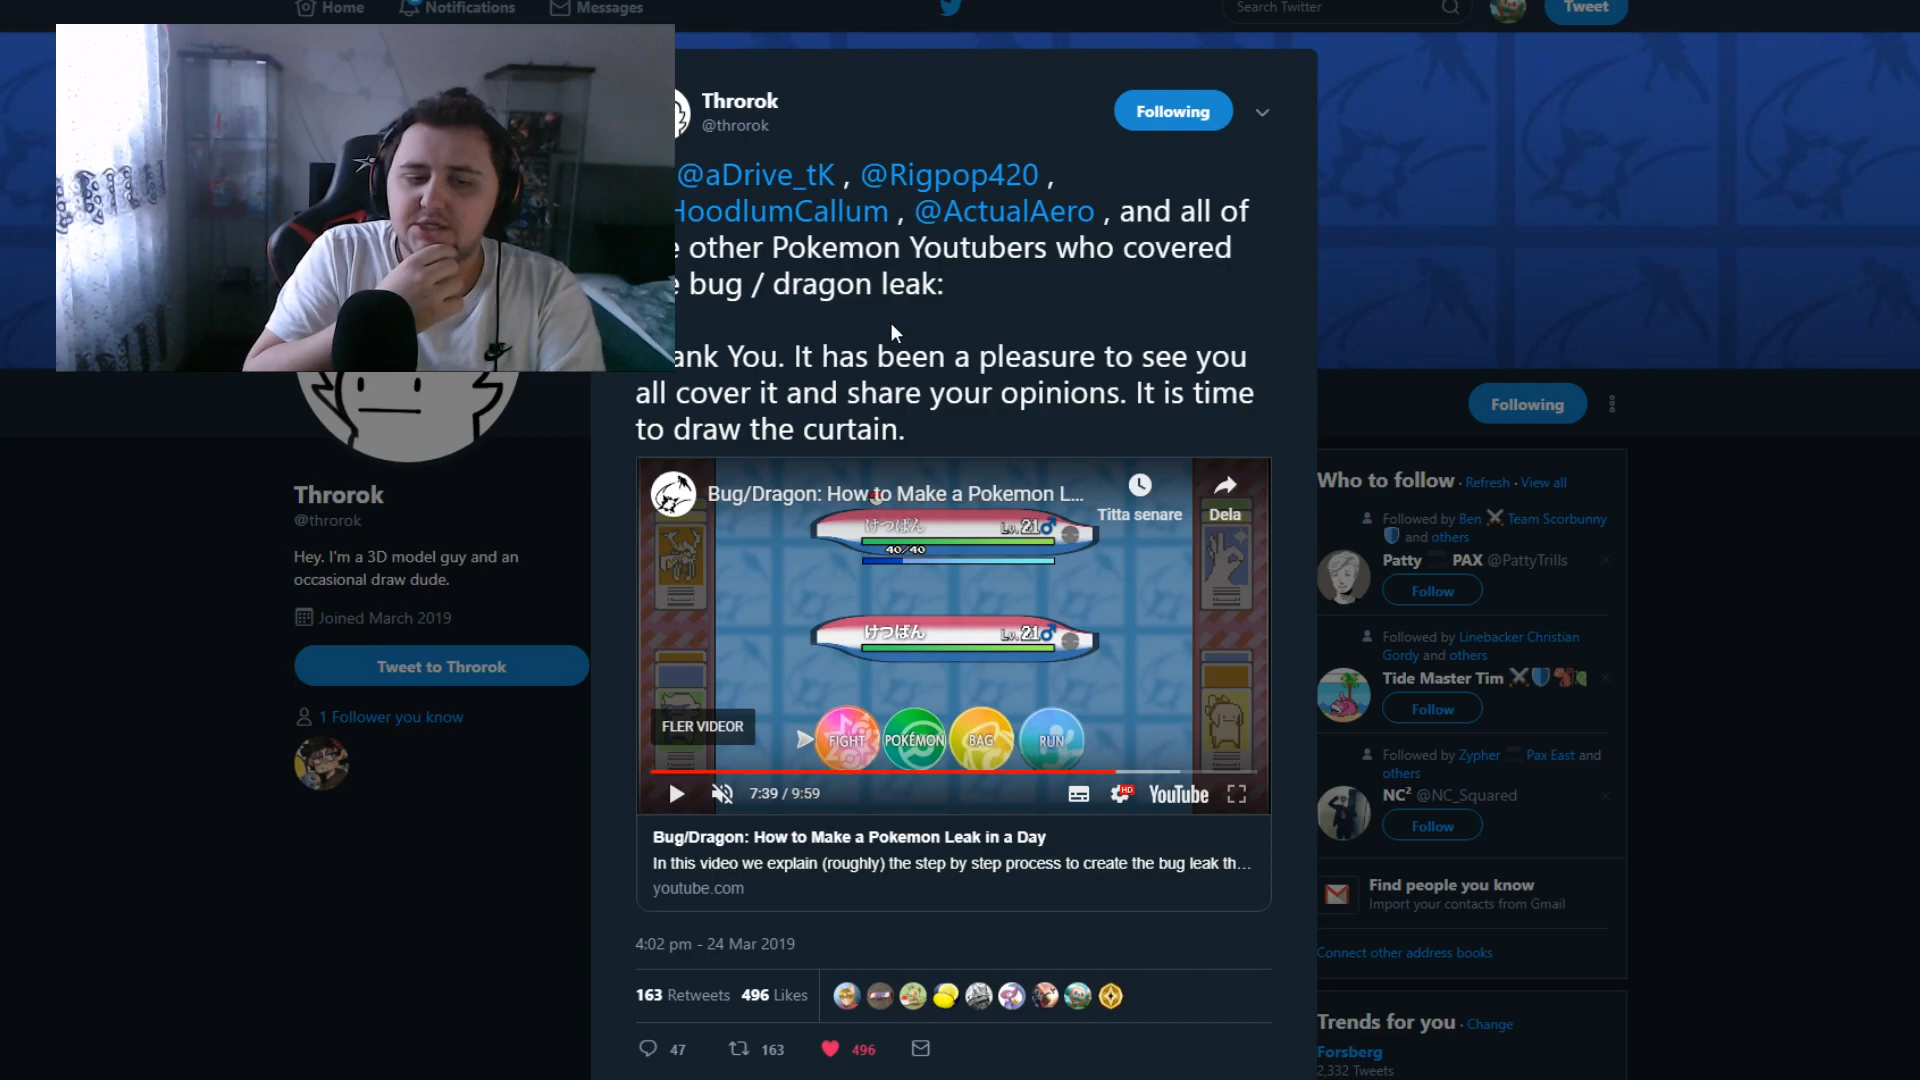 Home
Notifications
Messages
Search Twitter
Tweet
Throrok
@throrok
Following
@aDrive_tK , @Rigpop420 ,
HoodlumCallum , @ActualAero , and all of
other Pokemon Youtubers who covered
bug / dragon leak:
ank You. It has been a pleasure to see you
all cover it and share your opinions. It is time
to draw the curtain.
Bug/Dragon: How to Make a Pokemon L...
Titta senare
Dela
けつばん
Lv.21♂
40/40
けつばん
Lv.21♂
FLER VIDEOR
FIGHT
POKÉMON
BAG
RUN
7:39 / 9:59
HD
YouTube
Bug/Dragon: How to Make a Pokemon Leak in a Day
In this video we explain (roughly) the step by step process to create the bug leak th...
youtube.com
4:02 pm - 24 Mar 2019
163 Retweets 496 Likes
47
163
496
Throrok
@throrok
Hey. I'm a 3D model guy and an
occasional draw dude.
Joined March 2019
Tweet to Throrok
1 Follower you know
Following
Who to follow · Refresh · View all
Followed by Ben Team Scorbunny
and others
Patty PAX @PattyTrills
Follow
Followed by Linebacker Christian
Gordy and others
Tide Master Tim
Follow
Followed by Zypher Pax East and
others
NC² @NC_Squared
Follow
Find people you know
Import your contacts from Gmail
Connect other address books
Trends for you · Change
Forsberg
2,332 Tweets